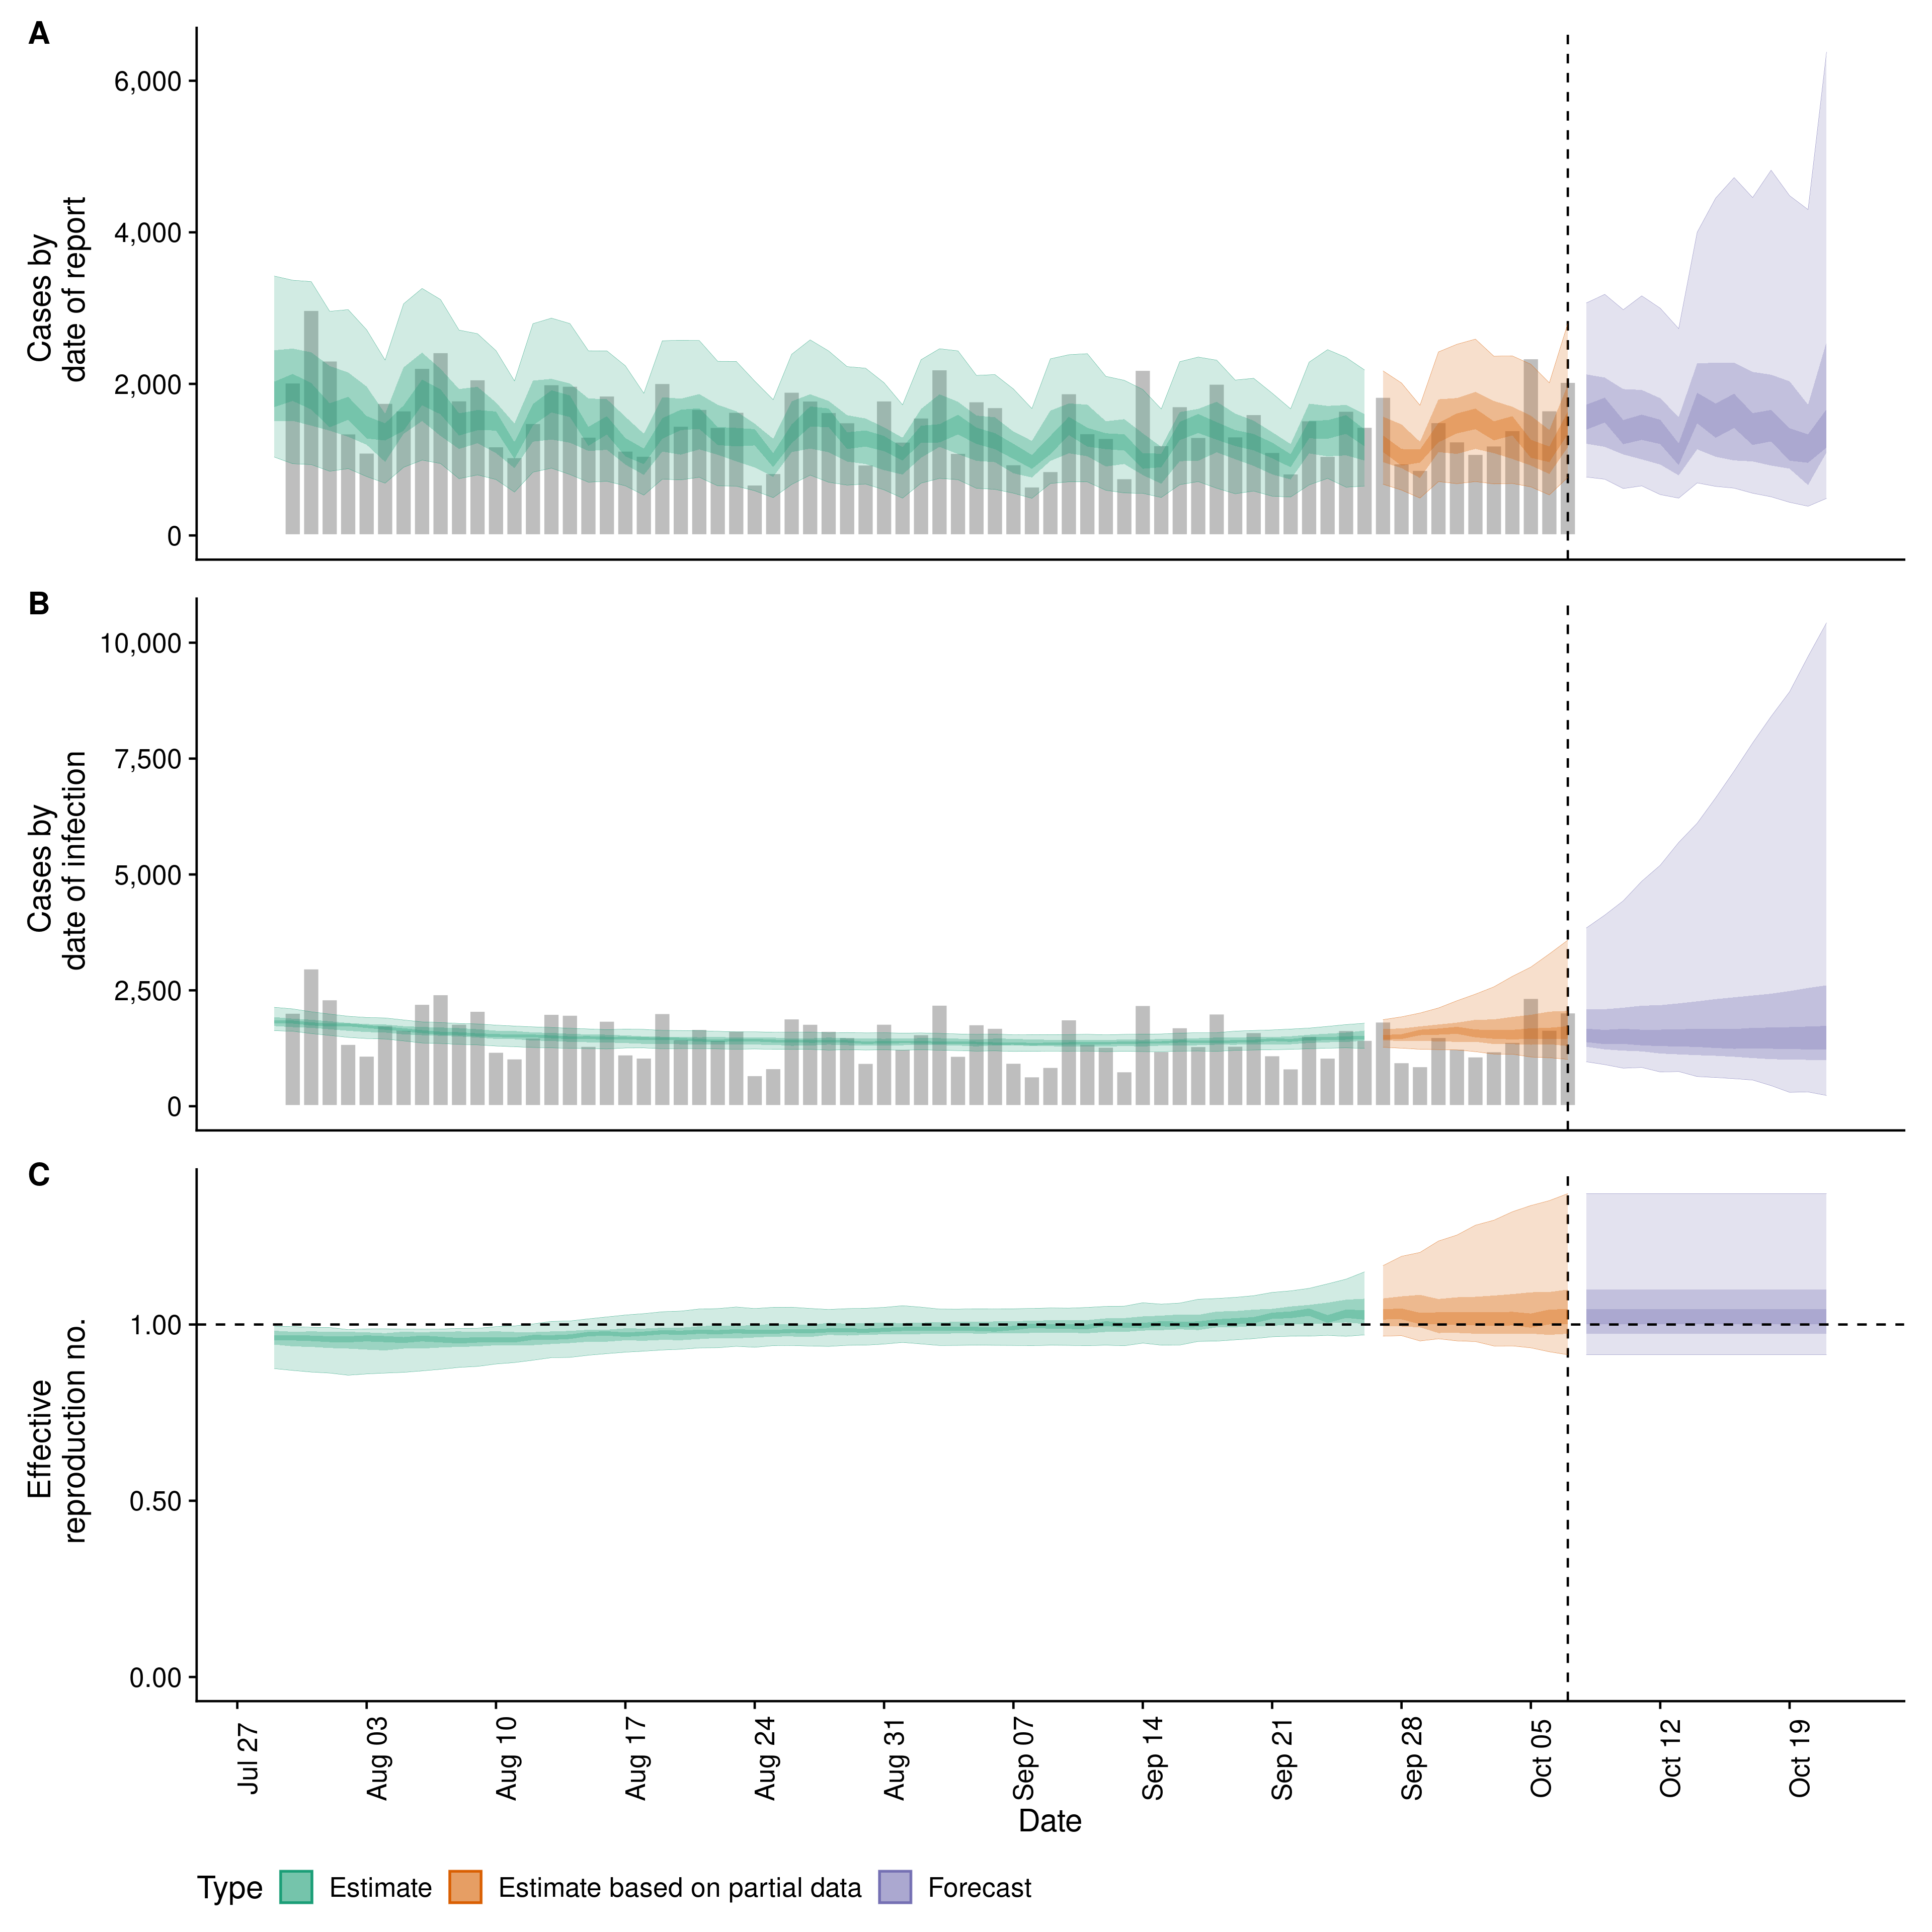 A
Cases by
date of report
6,000
4,000
2,000
0
B
Cases by
date of infection
10,000
7,500
5,000
2,500
0
C
Effective
reproduction no.
1.00
0.50
0.00
Jul 27
Aug 03
Aug 10
Aug 17
Aug 24
Aug 31
Sep 07
Sep 14
Sep 21
Sep 28
Oct 05
Oct 12
Oct 19
Date
Type Estimate Estimate based on partial data Forecast